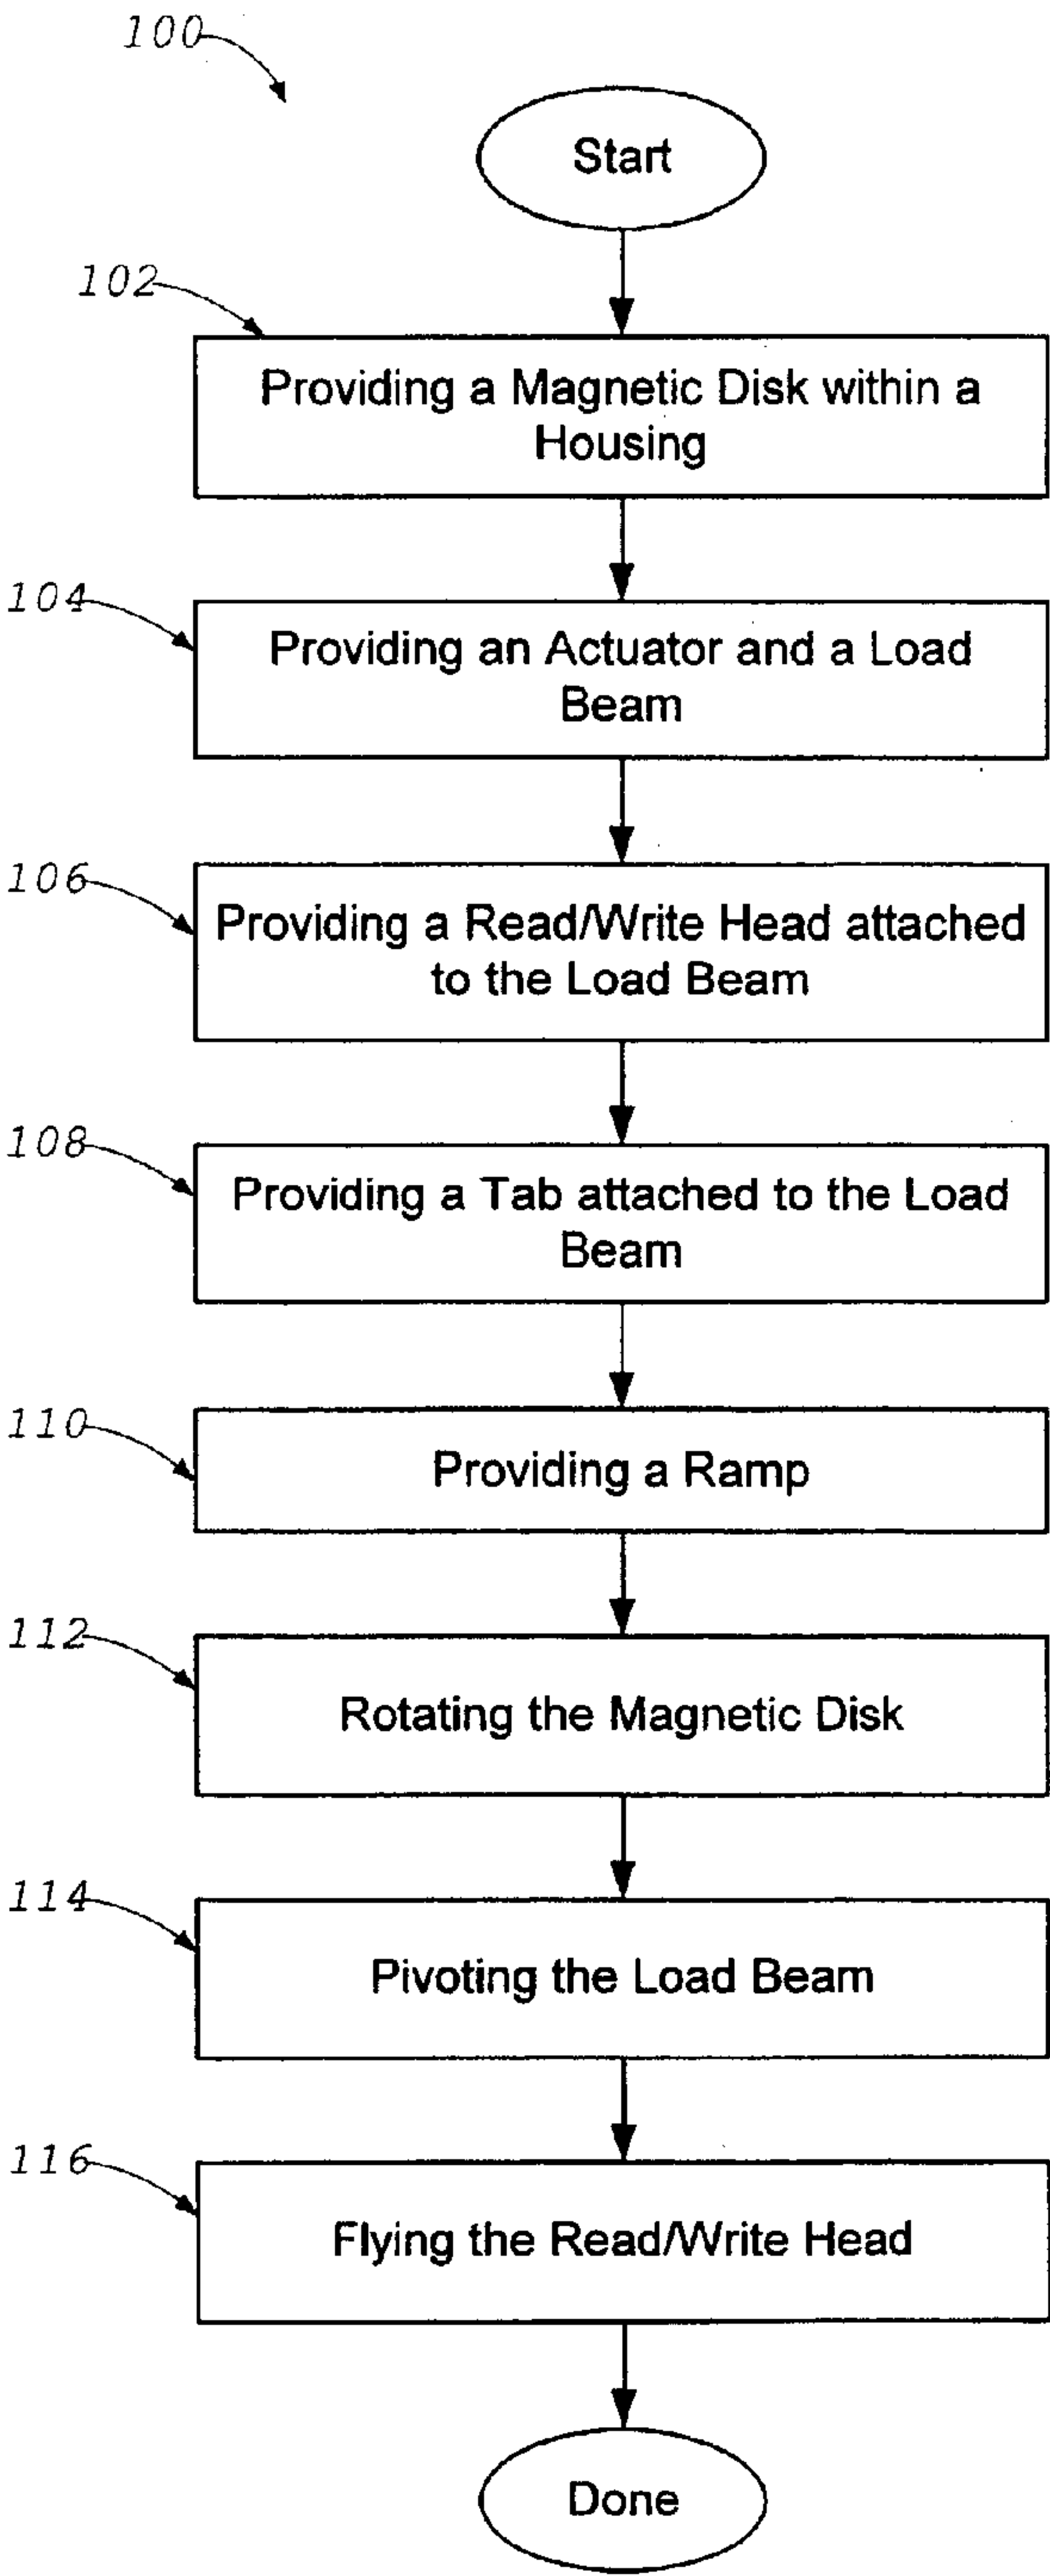 100
Start
102
Providing a Magnetic Disk within a
Housing
104
Providing an Actuator and a Load
Beam
106
Providing a Read/Write Head attached
to the Load Beam
108
Providing a Tab attached to the Load
Beam
110
Providing a Ramp
112
Rotating the Magnetic Disk
114
Pivoting the Load Beam
116
Flying the Read/Write Head
Done